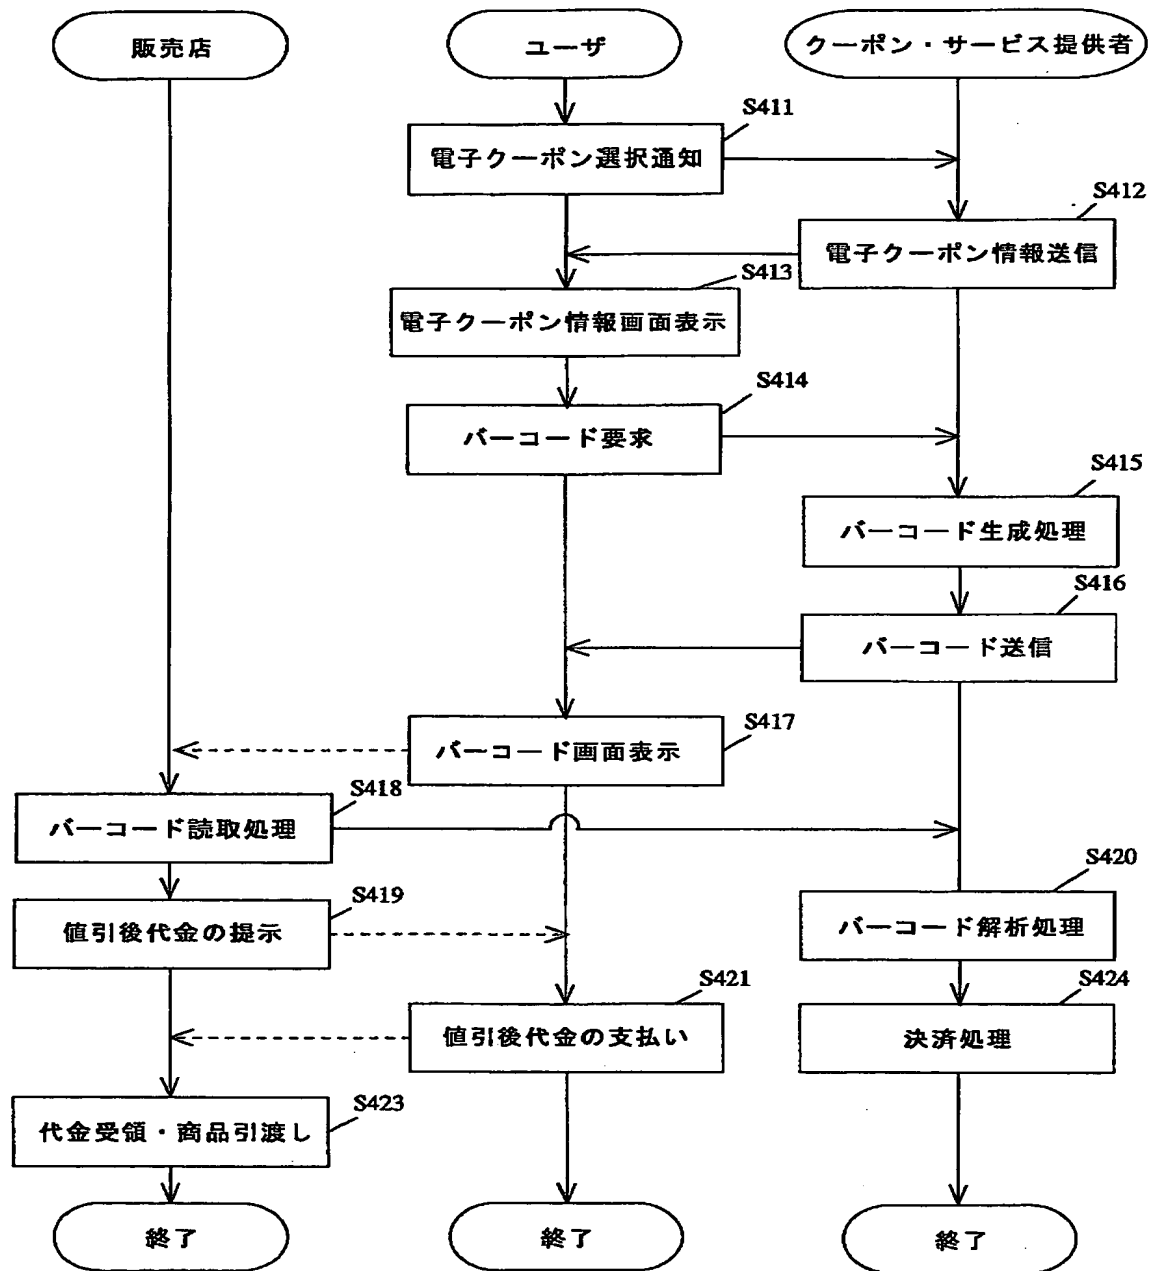 販売店
ユーザ
クーポン・サービス提供者
S411
電子クーポン選択通知
S412
電子クーポン情報送信
S413
電子クーポン情報画面表示
S414
バーコード要求
S415
バーコード生成処理
S416
バーコード送信
S417
バーコード画面表示
S418
バーコード読取処理
S419
値引後代金の提示
S420
バーコード解析処理
S421
値引後代金の支払い
S424
決済処理
S423
代金受領・商品引渡し
終了
終了
終了